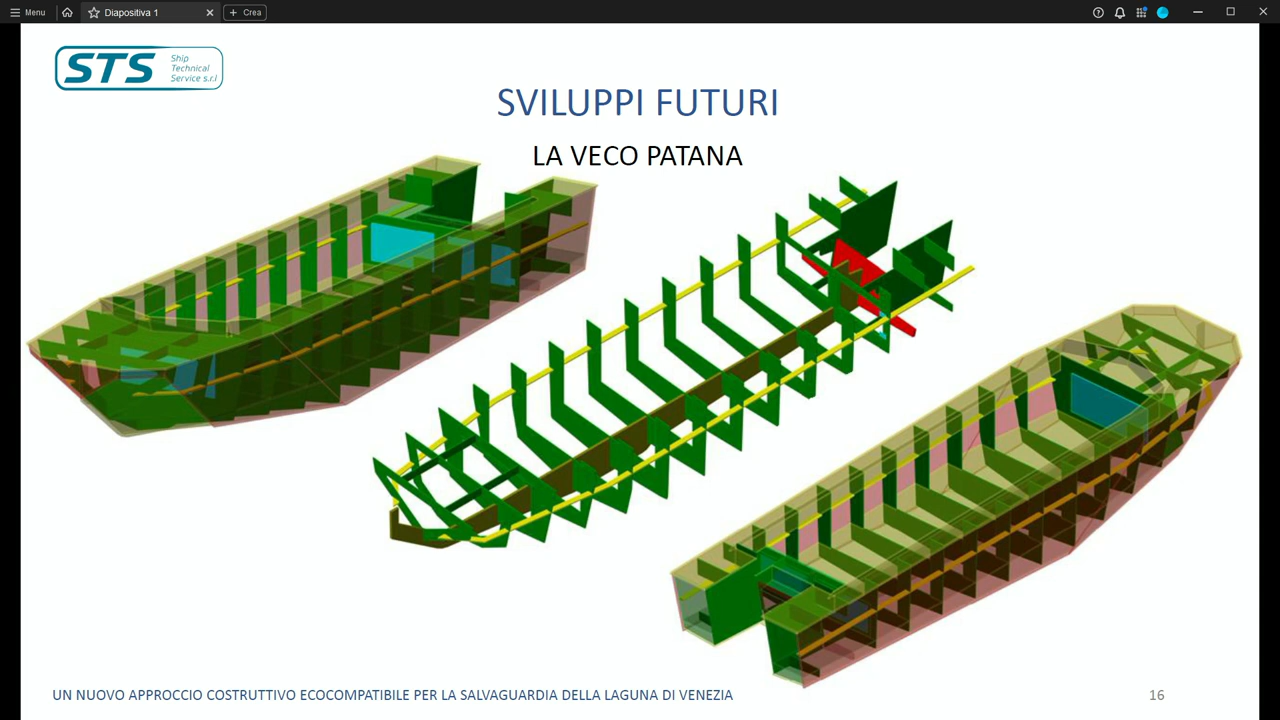 Menu
Diapositiva 1
Crea
STS
Ship
Technical
Service s.r.l
SVILUPPI FUTURI
LA VECO PATANA
UN NUOVO APPROCCIO COSTRUTTIVO ECOCOMPATIBILE PER LA SALVAGUARDIA DELLA LAGUNA DI VENEZIA
16